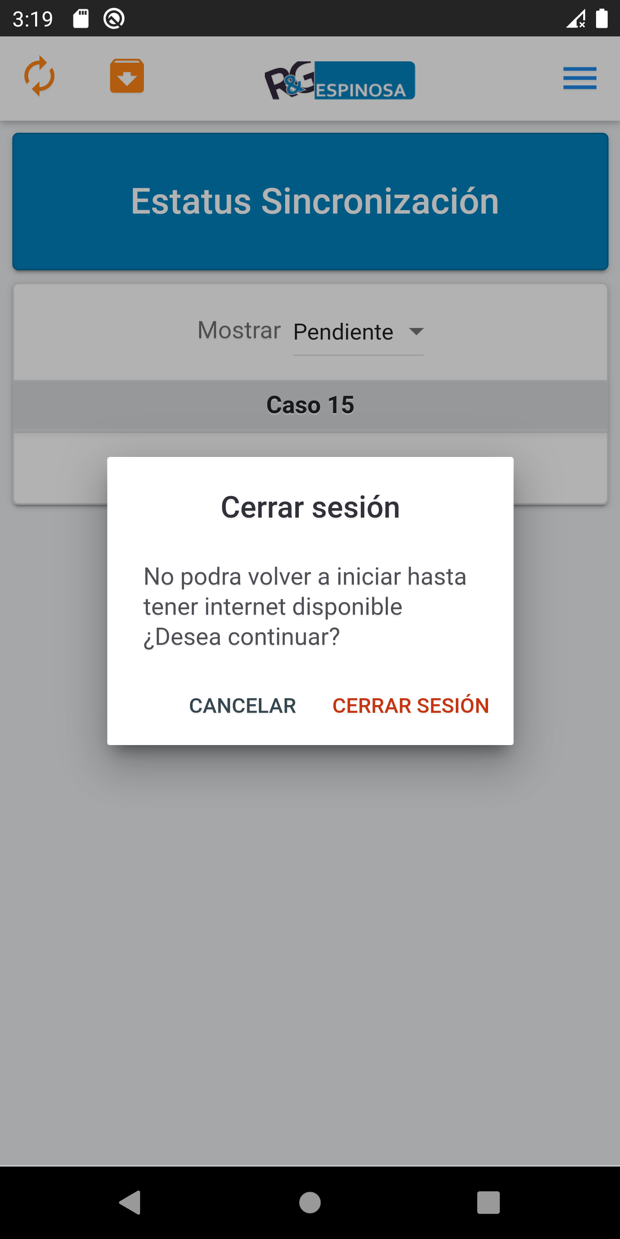 3:19
R&G ESPINOSA
Estatus Sincronización
Mostrar Pendiente
Caso 15
Cerrar sesión
No podra volver a iniciar hasta
tener internet disponible
¿Desea continuar?
CANCELAR CERRAR SESIÓN